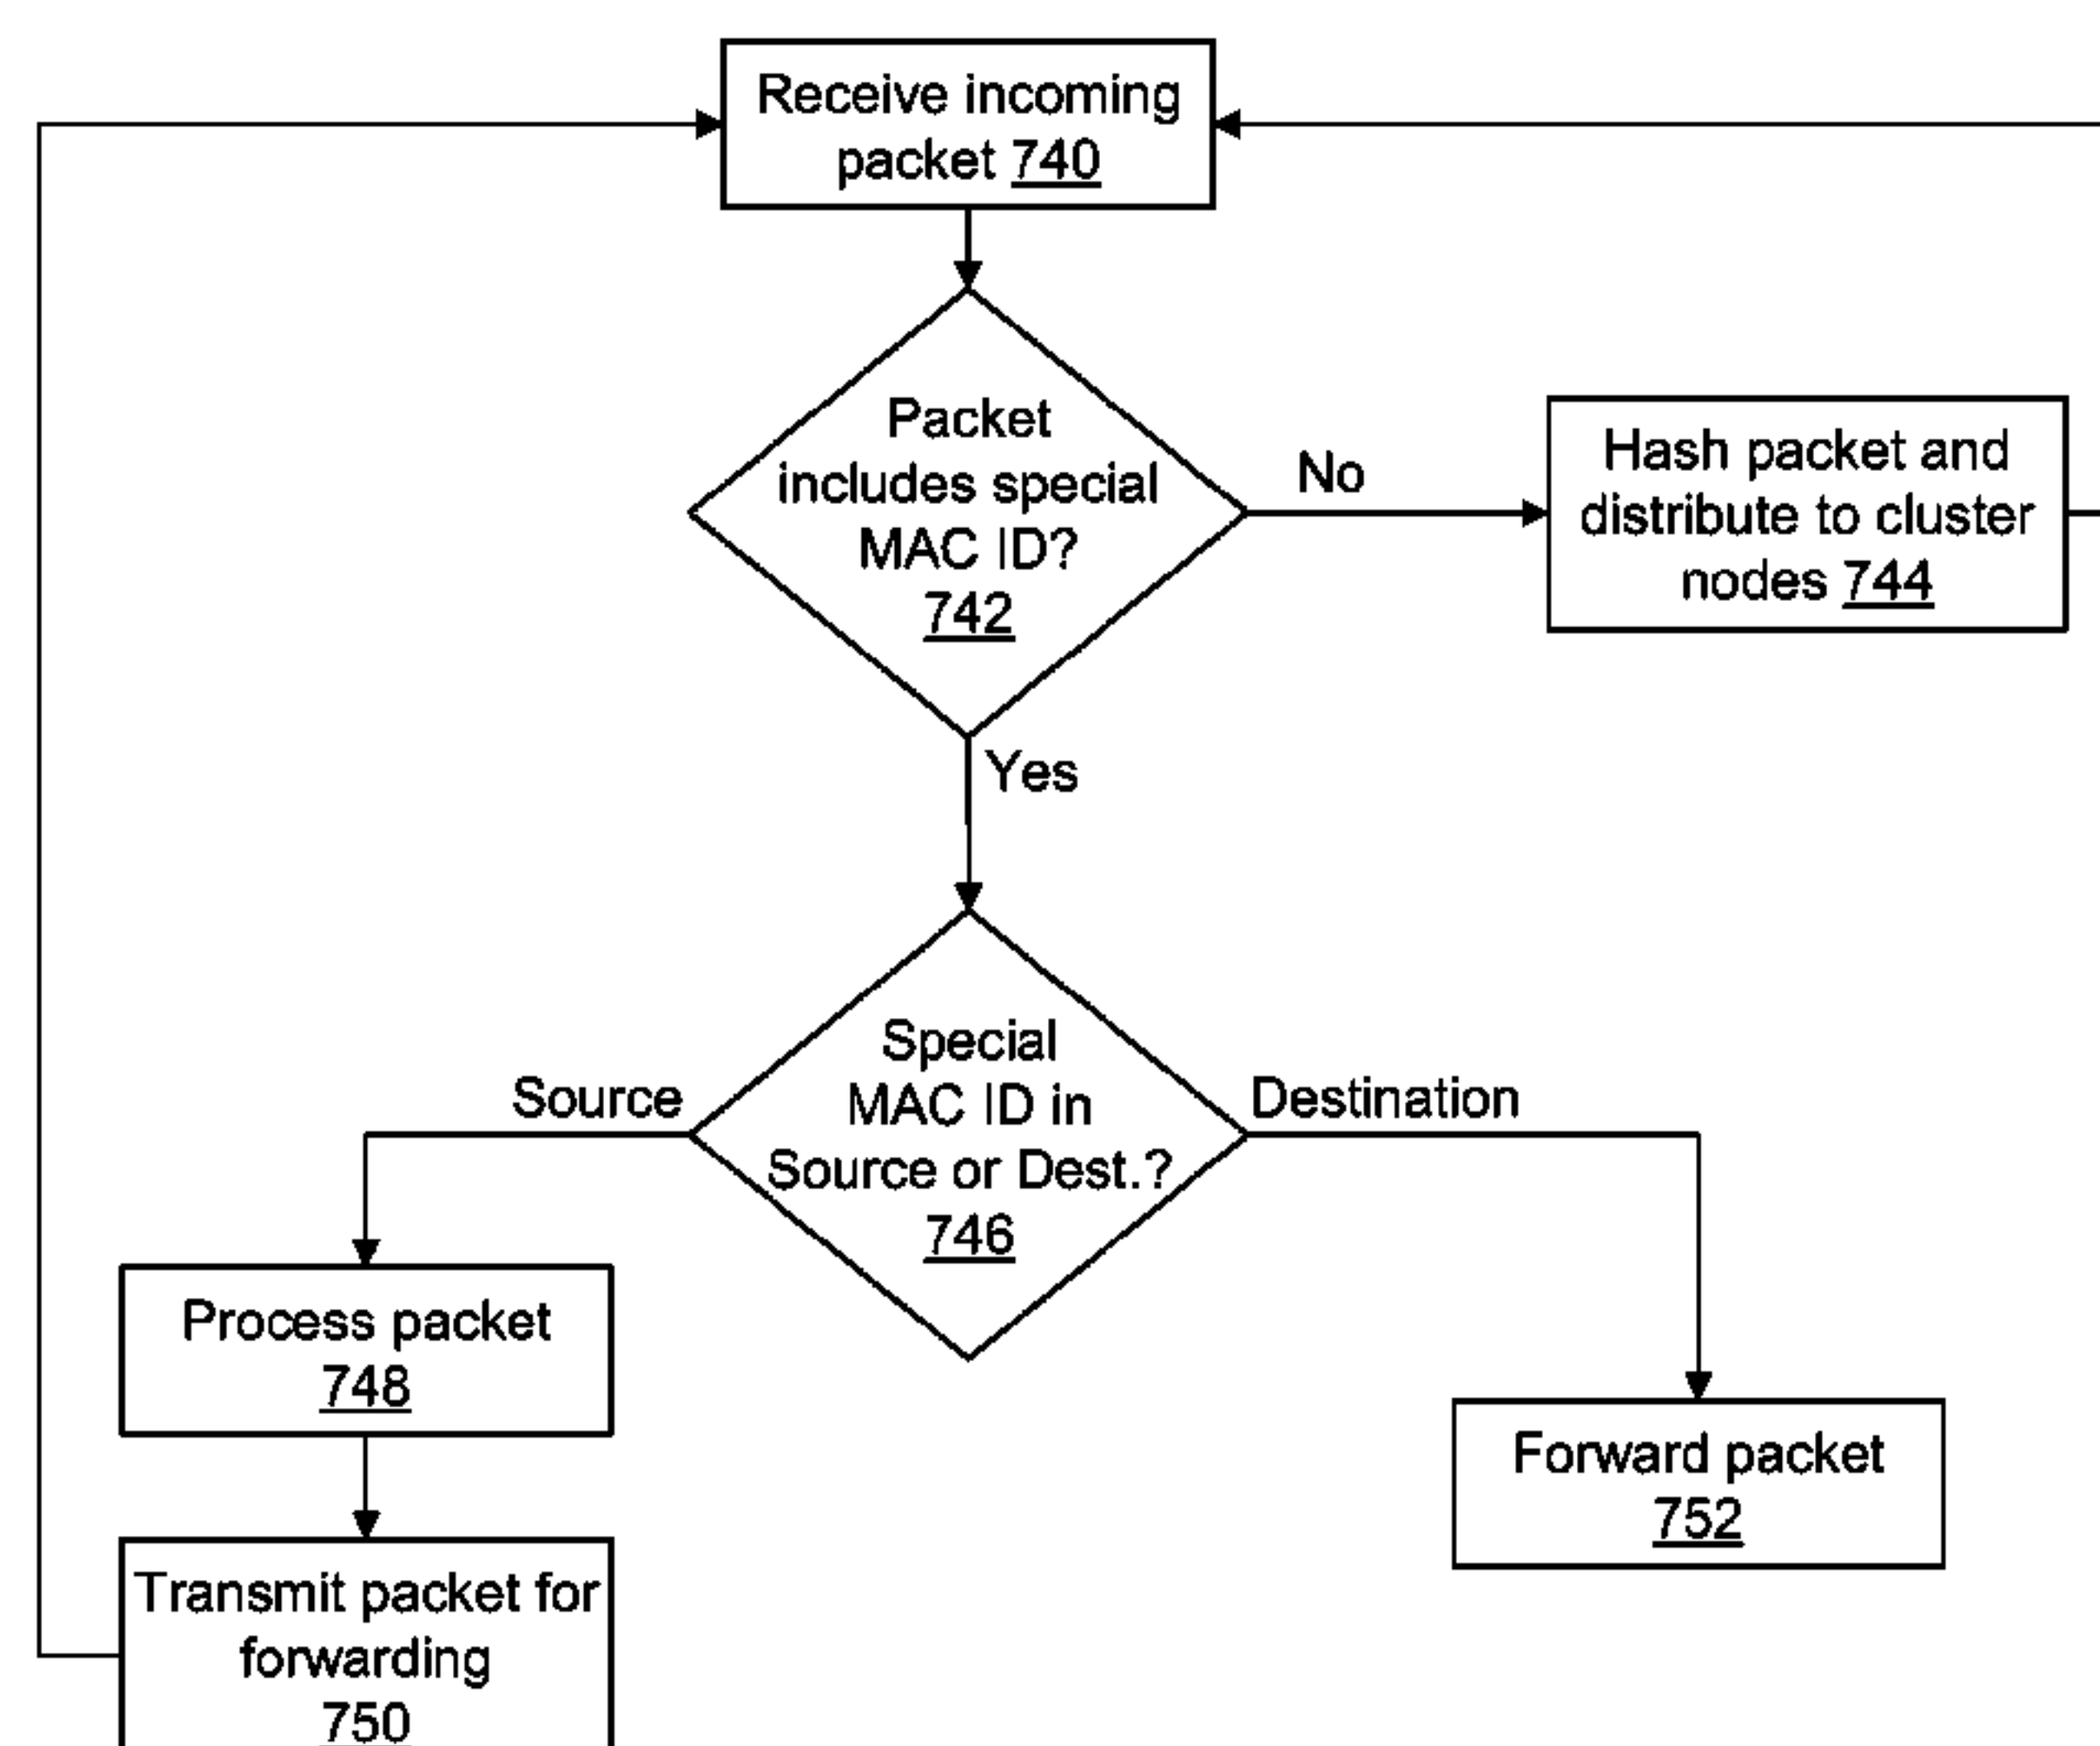 Receive incoming
packet 740
Packet
includes special
MAC ID?
742
No
Hash packet and
distribute to cluster
nodes 744
Yes
Special
MAC ID in
Source or Dest.?
746
Source
Destination
Process packet
748
Forward packet
752
Transmit packet for
forwarding
750